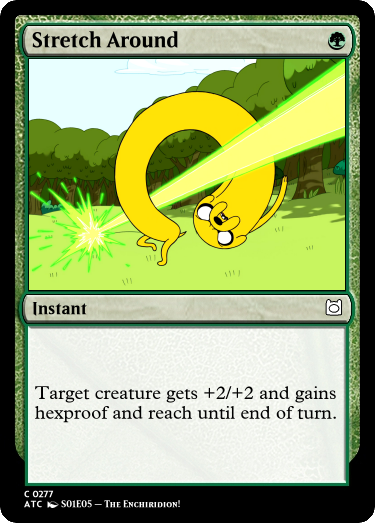 Stretch Around
Instant
Target creature gets +2/+2 and gains
hexproof and reach until end of turn.
C 0277
ATC S01E05 – The Enchiridion!